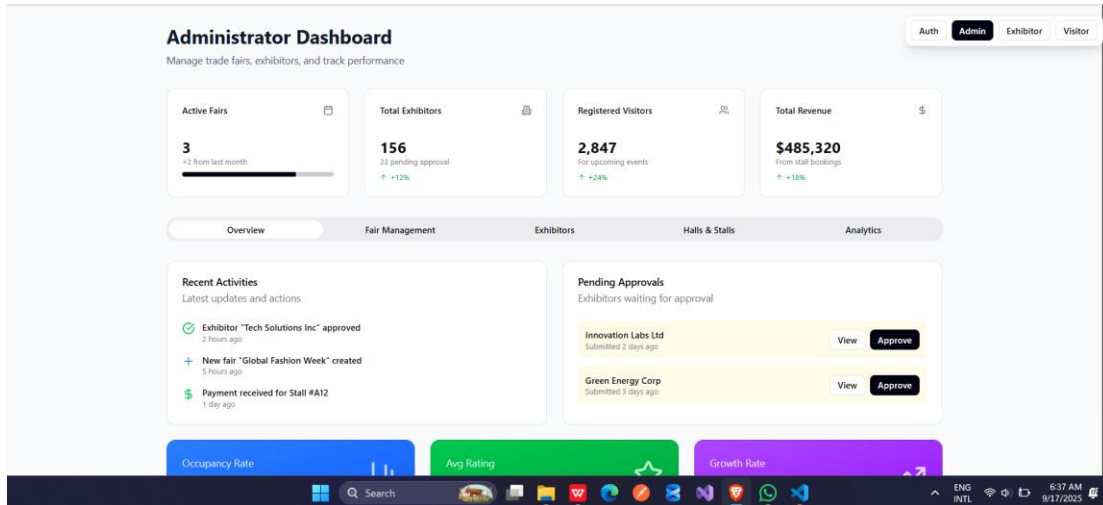 Administrator Dashboard
Manage trade fairs, exhibitors, and track performance
Auth Admin Exhibitor Visitor
Active Fairs
3
+2 from last month
Total Exhibitors
156
23 pending approval
↑ +12%
Registered Visitors
2,847
For upcoming events
↑ +24%
Total Revenue
$485,320
From stall bookings
↑ +18%
Overview Fair Management Exhibitors Halls & Stalls Analytics
Recent Activities
Latest updates and actions
Exhibitor "Tech Solutions Inc" approved
2 hours ago
New fair "Global Fashion Week" created
5 hours ago
Payment received for Stall #A12
1 day ago
Pending Approvals
Exhibitors waiting for approval
Innovation Labs Ltd
Submitted 2 days ago
View Approve
Green Energy Corp
Submitted 3 days ago
View Approve
Occupancy Rate
Avg Rating
Growth Rate
Search
ENG
INTL
6:37 AM
9/17/2025